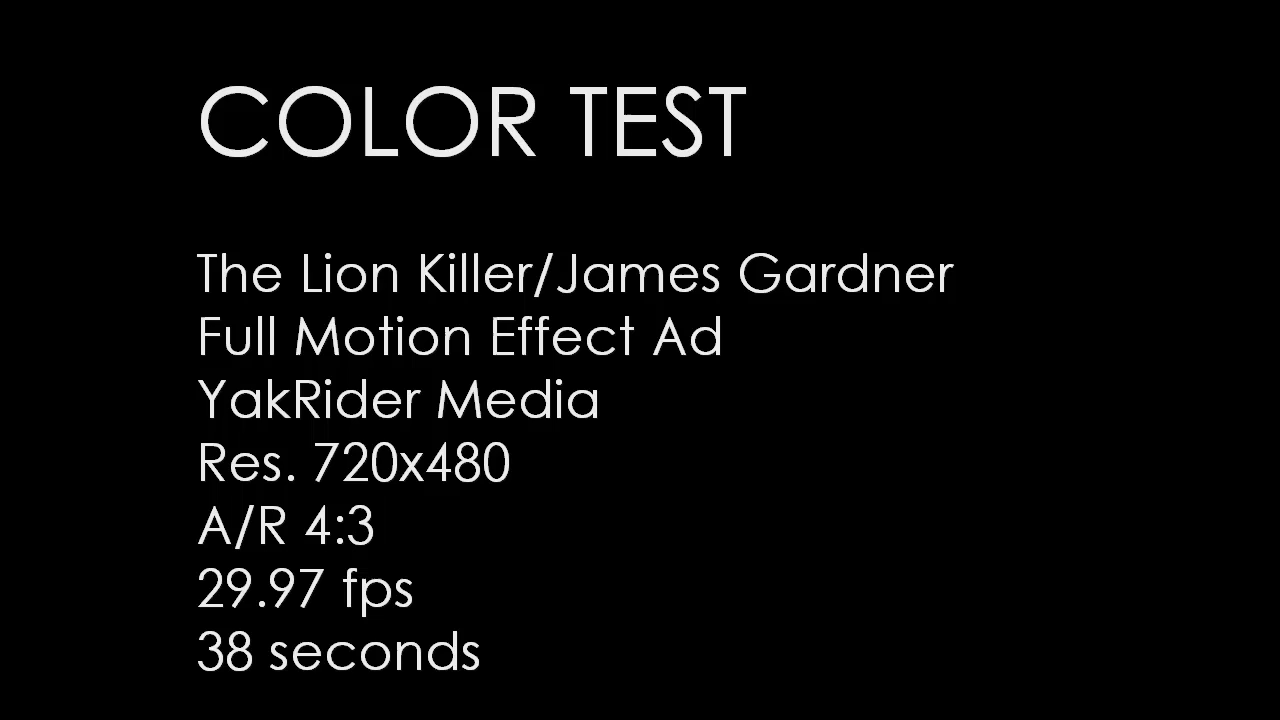 COLOR TEST
The Lion Killer/James Gardner
Full Motion Effect Ad
YakRider Media
Res. 720x480
A/R 4:3
29.97 fps
38 seconds